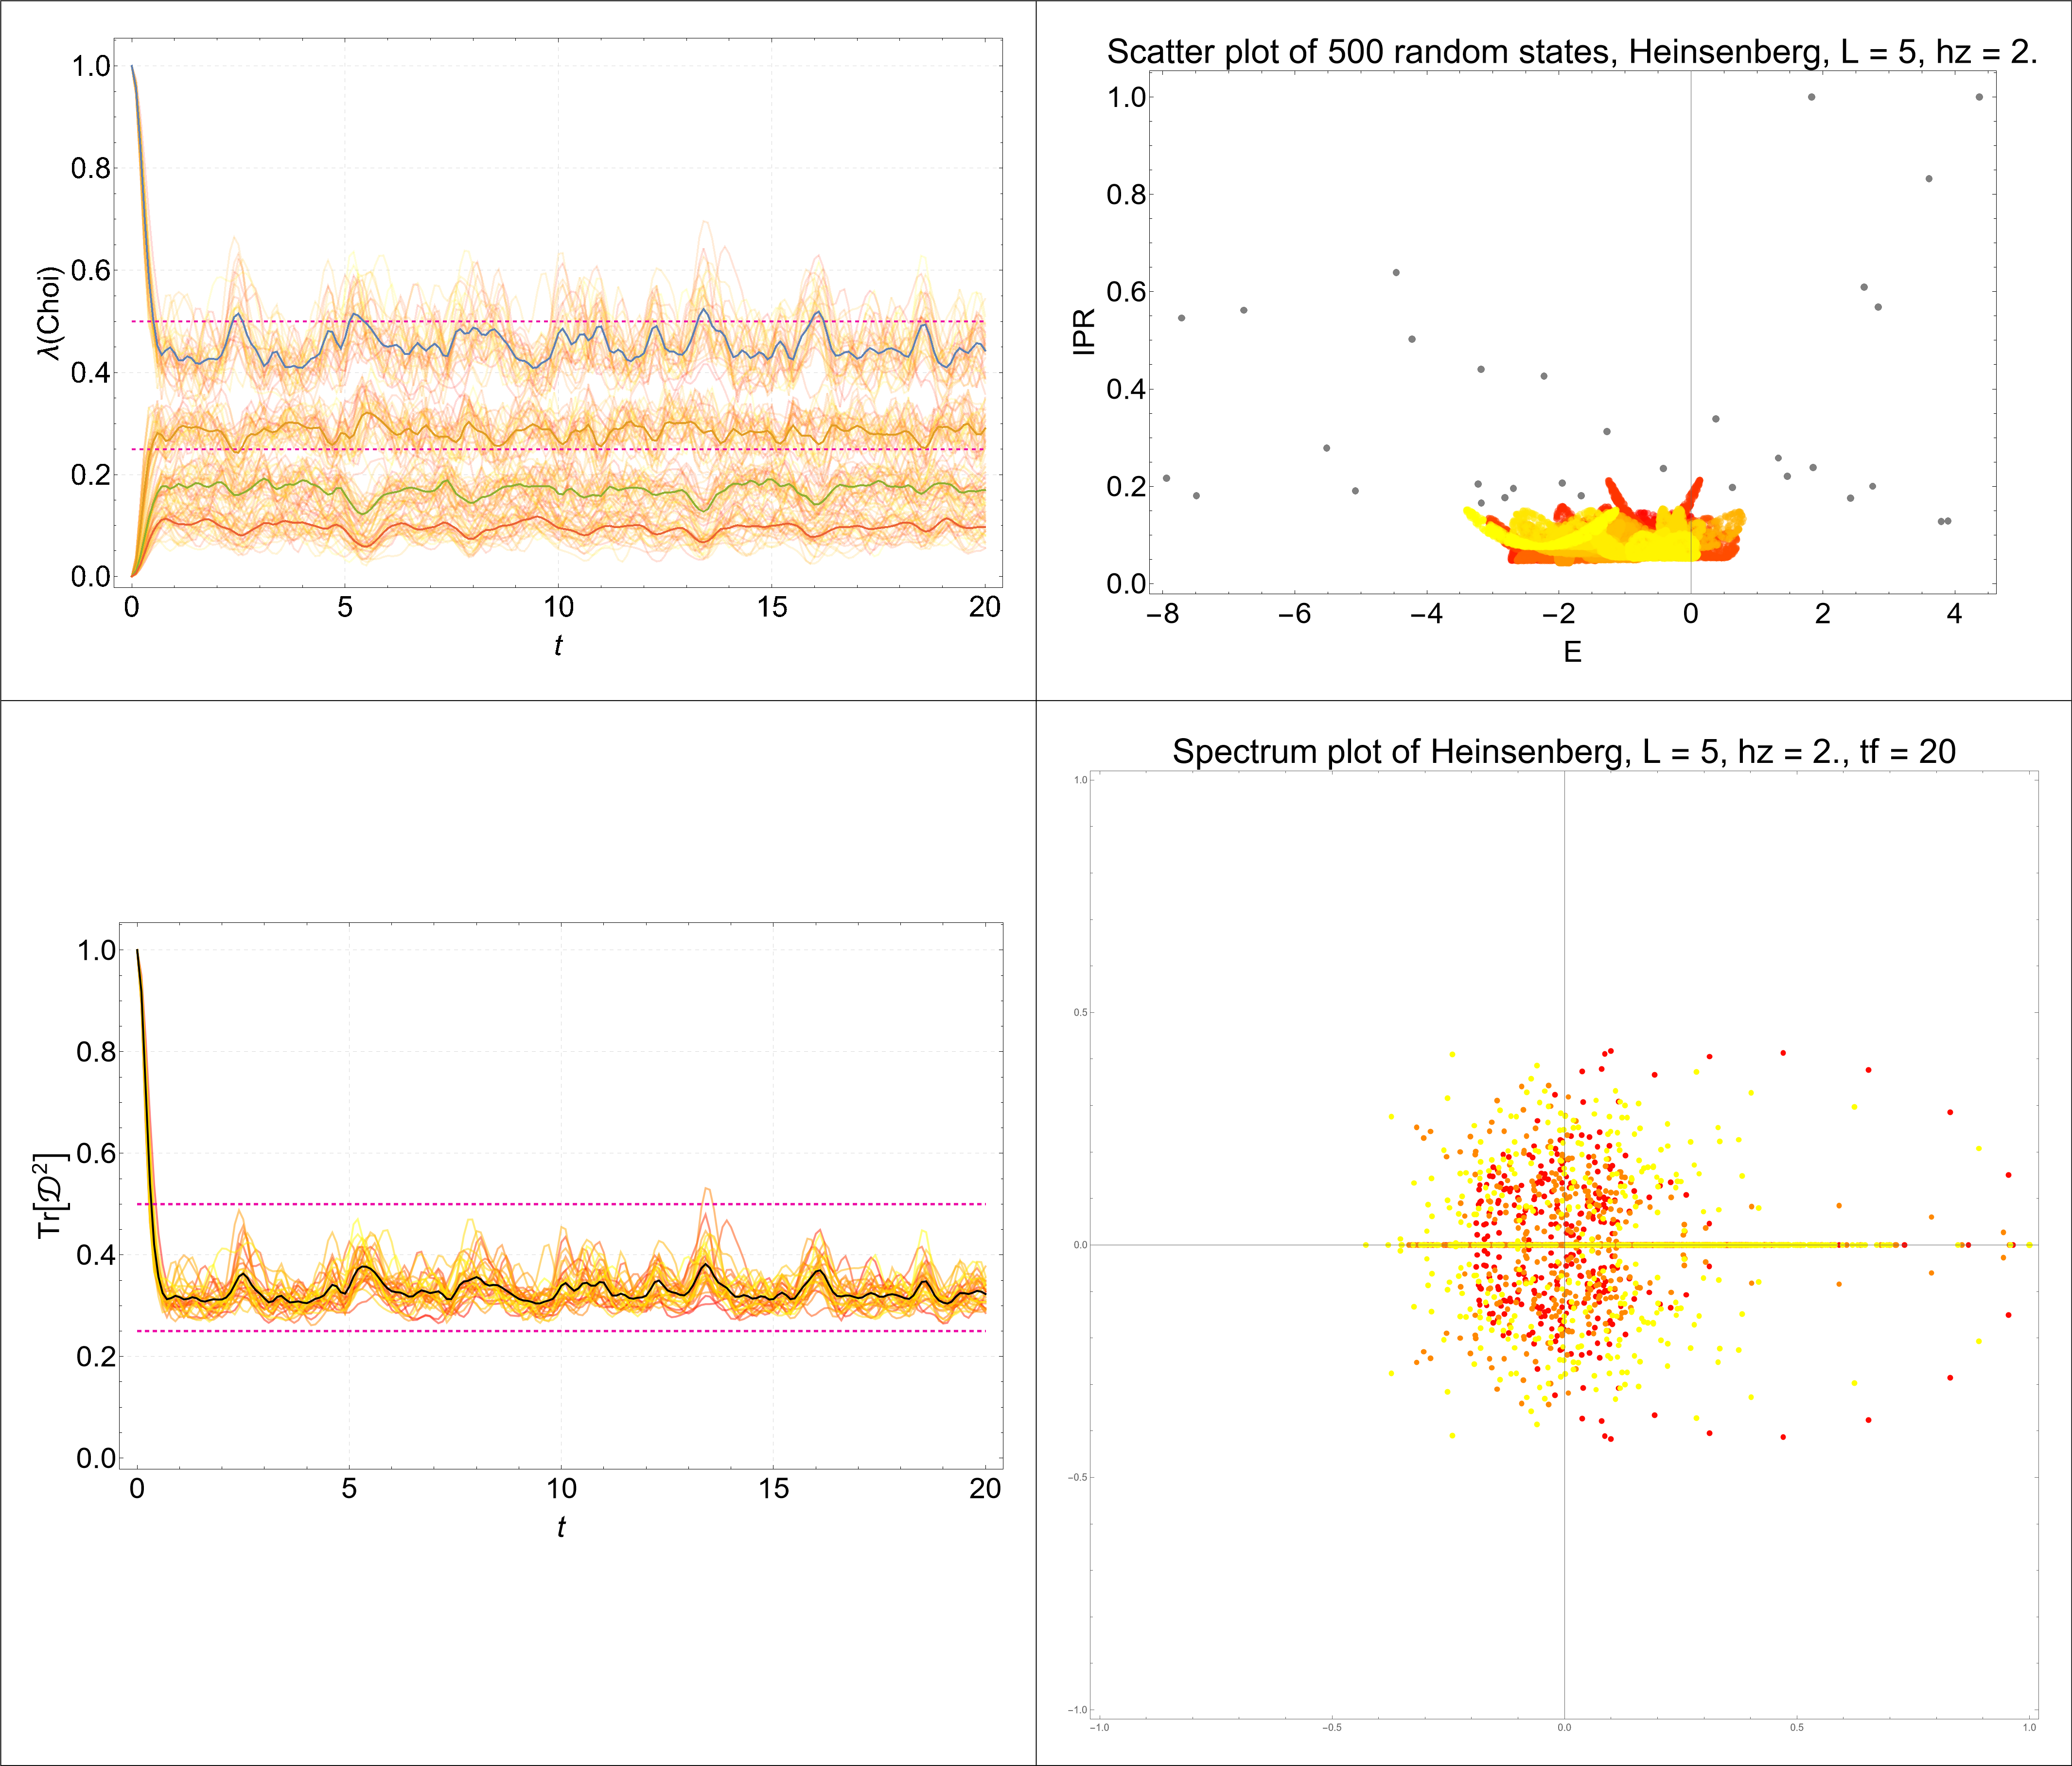 1.0
0.8
0.6
0.4
0.2
0.0
λ(Choi)
0 5 10 15 20
t
Scatter plot of 500 random states, Heinsenberg, L = 5, hz = 2.
1.0
0.8
0.6
0.4
0.2
0.0
IPR
−8 −6 −4 −2 0 2 4
E
1.0
0.8
0.6
0.4
0.2
0.0
Tr[𝒟²]
0 5 10 15 20
t
Spectrum plot of Heinsenberg, L = 5, hz = 2., tf = 20
1.0
0.5
0.0
−0.5
−1.0
−1.0 −0.5 0.0 0.5 1.0